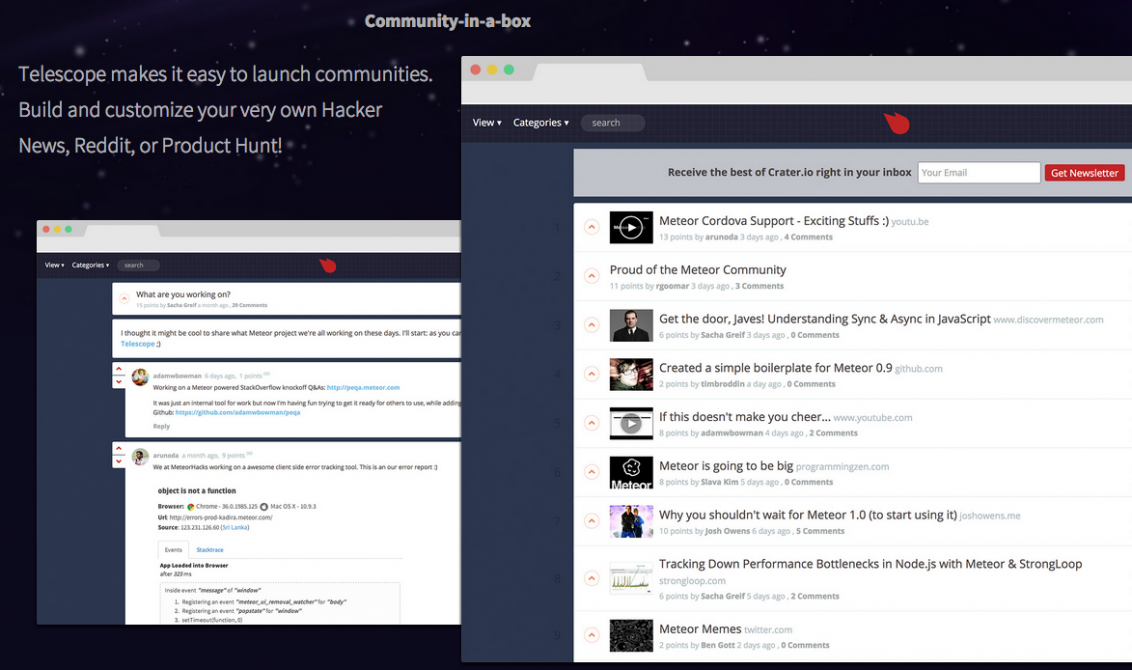 Community-in-a-box
Telescope makes it easy to launch communities.
Build and customize your very own Hacker
News, Reddit, or Product Hunt!
View ▾ Categories ▾ search
What are you working on?
15 points by Sacha Greif a month ago , 29 Comments
I thought it might be cool to share what Meteor project we're all working on these days. I'll start: as you can
Telescope ;)
adamwbowman 6 days ago, 1 points
Working on a Meteor powered StackOverflow knockoff Q&As: http://peqa.meteor.com
It was just an internal tool for work but now I'm having fun trying to get it ready for others to use, while adding
Github: https://github.com/adamwbowman/peqa
Reply
arunoda a month ago, 9 points
We at MeteorHacks working on a awesome client side error tracking tool. This is an our error report :)
object is not a function
Browser: Chrome - 36.0.1985.125 Mac OS X - 10.9.3
Url: http://errors-prod-kadira.meteor.com/
Source: 123.231.126.60 (Sri Lanka)
Events Stacktrace
App Loaded into Browser
after 323 ms
Inside event "message" of "window"
1. Registering an event "meteor_ui_removal_watcher" for "body"
2. Registering an event "popstate" for "window"
3. setTimeout(function, 0)
View ▾ Categories ▾ search
Receive the best of Crater.io right in your inbox Your Email Get Newsletter
1 Meteor Cordova Support - Exciting Stuffs :) youtu.be
13 points by arunoda 3 days ago , 4 Comments
2 Proud of the Meteor Community
11 points by rgoomar 3 days ago , 3 Comments
3 Get the door, Javes! Understanding Sync & Async in JavaScript www.discovermeteor.com
6 points by Sacha Greif 3 days ago , 0 Comments
4 Created a simple boilerplate for Meteor 0.9 github.com
2 points by timbroddin a day ago , 0 Comments
5 If this doesn't make you cheer... www.youtube.com
8 points by adamwbowman 4 days ago , 2 Comments
6 Meteor Meteor is going to be big programmingzen.com
8 points by Slava Kim 5 days ago , 0 Comments
7 Why you shouldn't wait for Meteor 1.0 (to start using it) joshowens.me
10 points by Josh Owens 6 days ago , 5 Comments
8 Tracking Down Performance Bottlenecks in Node.js with Meteor & StrongLoop
strongloop.com
6 points by Sacha Greif 5 days ago , 2 Comments
9 Meteor Memes twitter.com
2 points by Ben Gott 2 days ago , 0 Comments